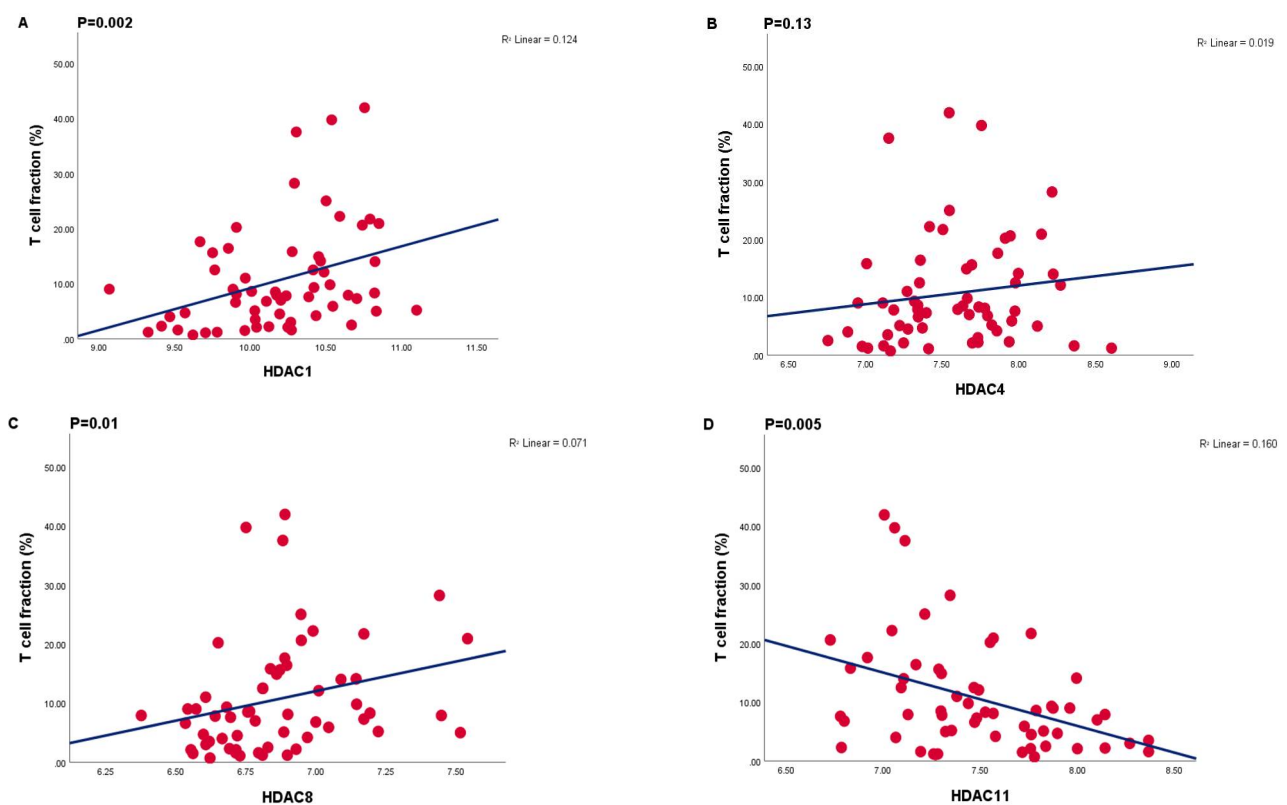 A
P=0.002
R² Linear = 0.124
50.00
40.00
30.00
20.00
10.00
.00
T cell fraction (%)
9.00 9.50 10.00 10.50 11.00 11.50
HDAC1
B
P=0.13
R² Linear = 0.019
50.00
40.00
30.00
20.00
10.00
.00
T cell fraction (%)
6.50 7.00 7.50 8.00 8.50 9.00
HDAC4
C
P=0.01
R² Linear = 0.071
50.00
40.00
30.00
20.00
10.00
.00
T cell fraction (%)
6.25 6.50 6.75 7.00 7.25 7.50
HDAC8
D
P=0.005
R² Linear = 0.160
50.00
40.00
30.00
20.00
10.00
.00
T cell fraction (%)
6.50 7.00 7.50 8.00 8.50
HDAC11